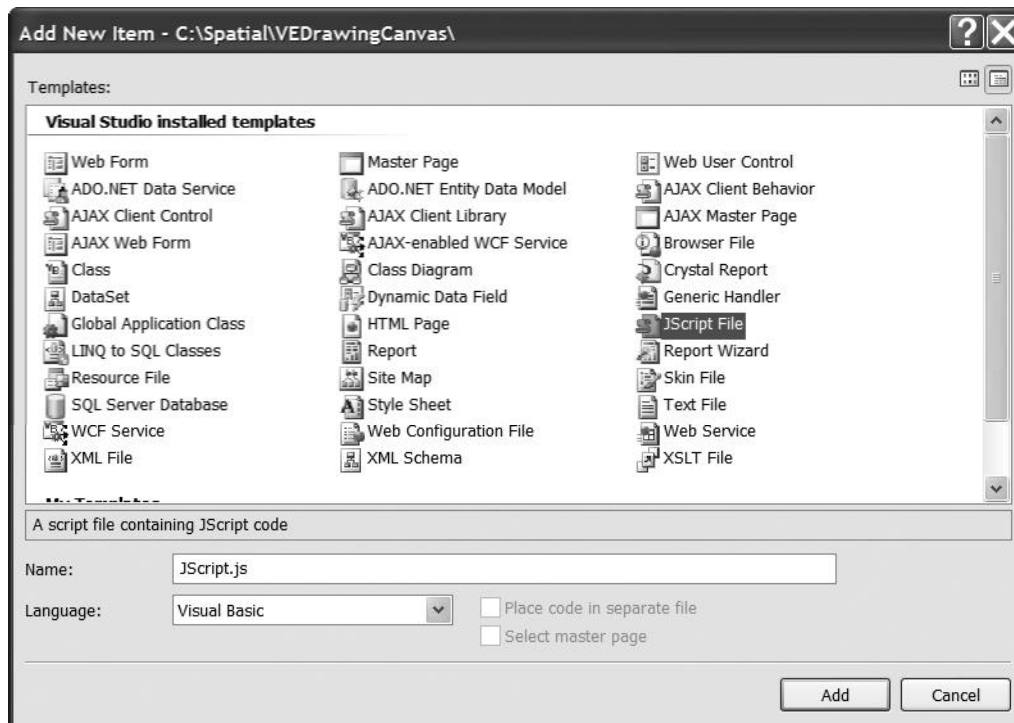 Add New Item - C:\Spatial\VEDrawingCanvas\
Templates:
Visual Studio installed templates
Web Form Master Page Web User Control
ADO.NET Data Service ADO.NET Entity Data Model AJAX Client Behavior
AJAX Client Control AJAX Client Library AJAX Master Page
AJAX Web Form AJAX-enabled WCF Service Browser File
Class Class Diagram Crystal Report
DataSet Dynamic Data Field Generic Handler
Global Application Class HTML Page JScript File
LINQ to SQL Classes Report Report Wizard
Resource File Site Map Skin File
SQL Server Database Style Sheet Text File
WCF Service Web Configuration File Web Service
XML File XML Schema XSLT File
My Templates
A script file containing JScript code
Name: JScript.js
Language: Visual Basic Place code in separate file
Select master page
Add Cancel